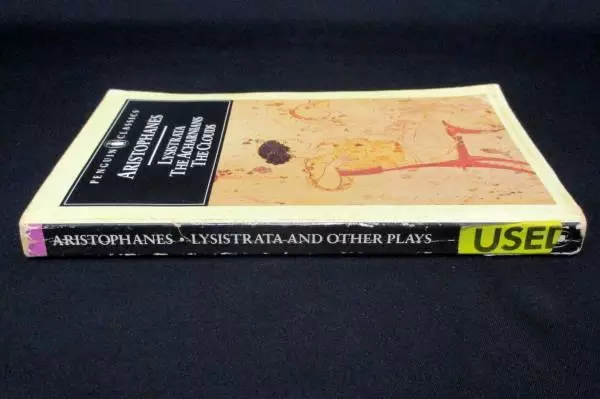 PENGUIN CLASSICS
ARISTOPHANES
LYSISTRATA
THE ACHARNIANS
THE CLOUDS
ARISTOPHANES · LYSISTRATA AND OTHER PLAYS
USED